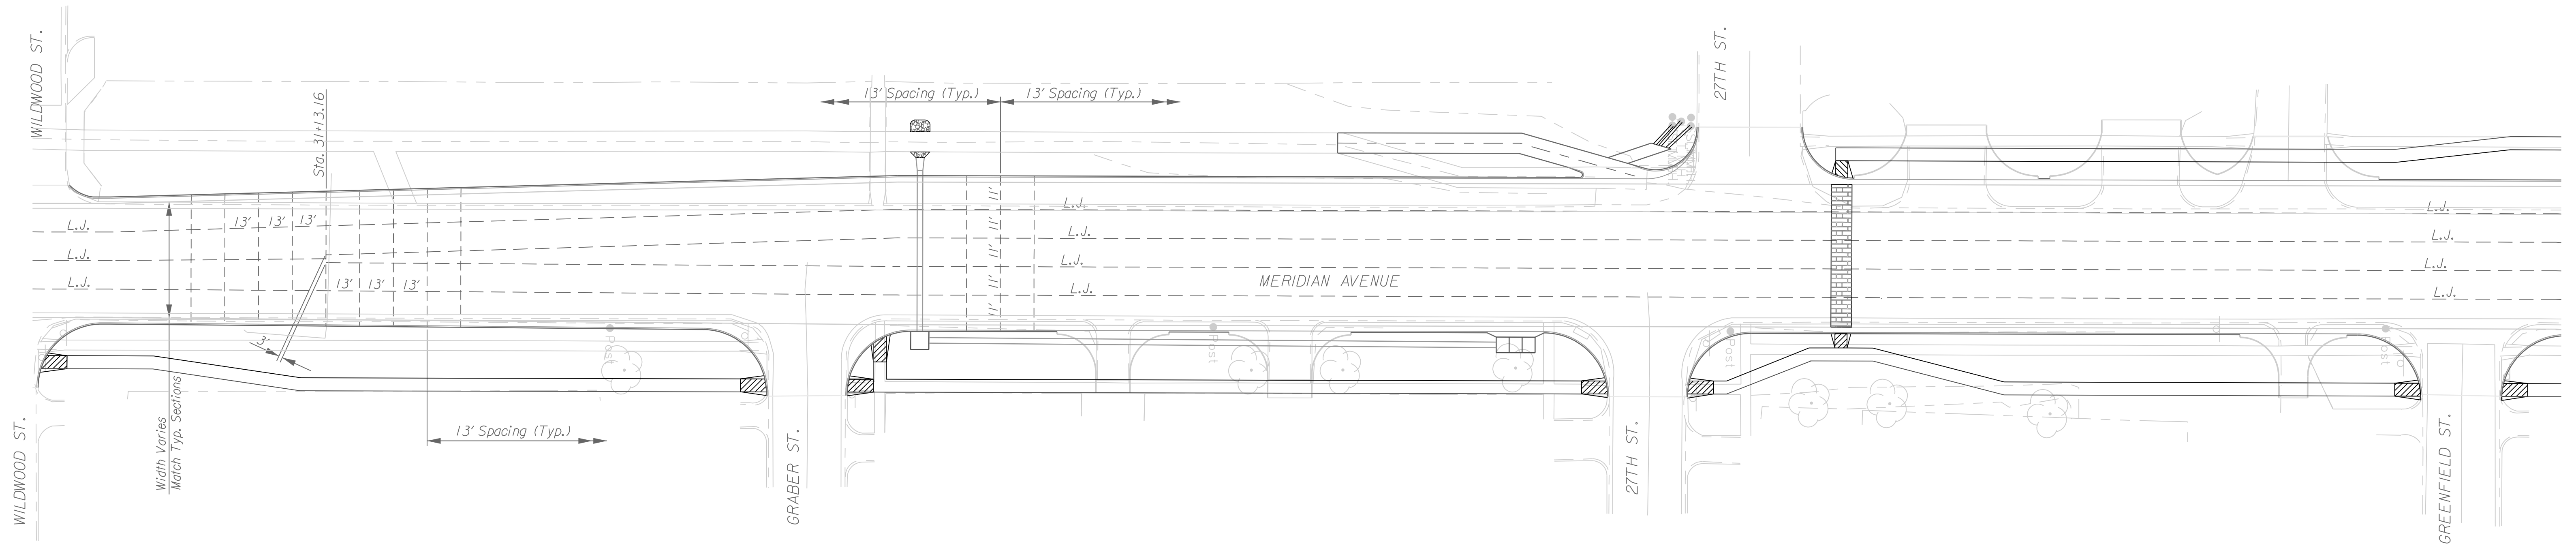 WILDWOOD ST.
Sta. 31+13.16
13' Spacing (Typ.)
13' Spacing (Typ.)
27TH ST.
L.J.
L.J.
L.J.
13'
13'
13'
13'
13'
13'
11'
11'
11'
11'
11'
L.J.
L.J.
L.J.
L.J.
MERIDIAN AVENUE
L.J.
L.J.
L.J.
L.J.
3'
Post
Post
Post
Post
Width Varies
Match Typ. Sections
13' Spacing (Typ.)
WILDWOOD ST.
GRABER ST.
27TH ST.
GREENFIELD ST.